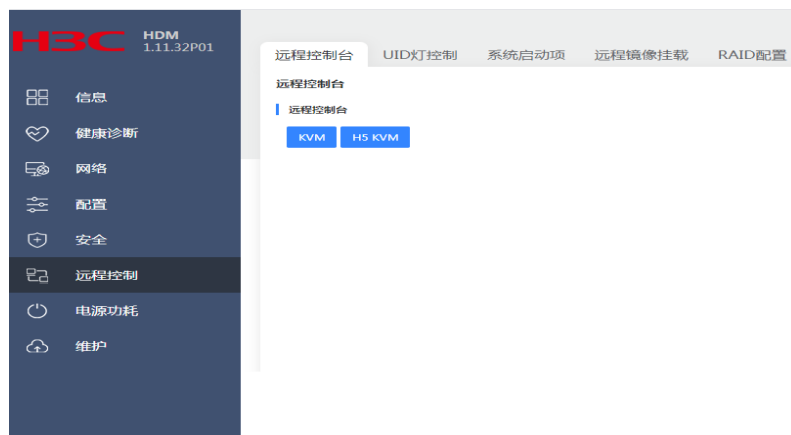 H3C
HDM
1.11.32P01
信息
健康诊断
网络
配置
安全
远程控制
电源功耗
维护
远程控制台 UID灯控制 系统启动项 远程镜像挂载 RAID配置
远程控制台
远程控制台
KVM H5 KVM